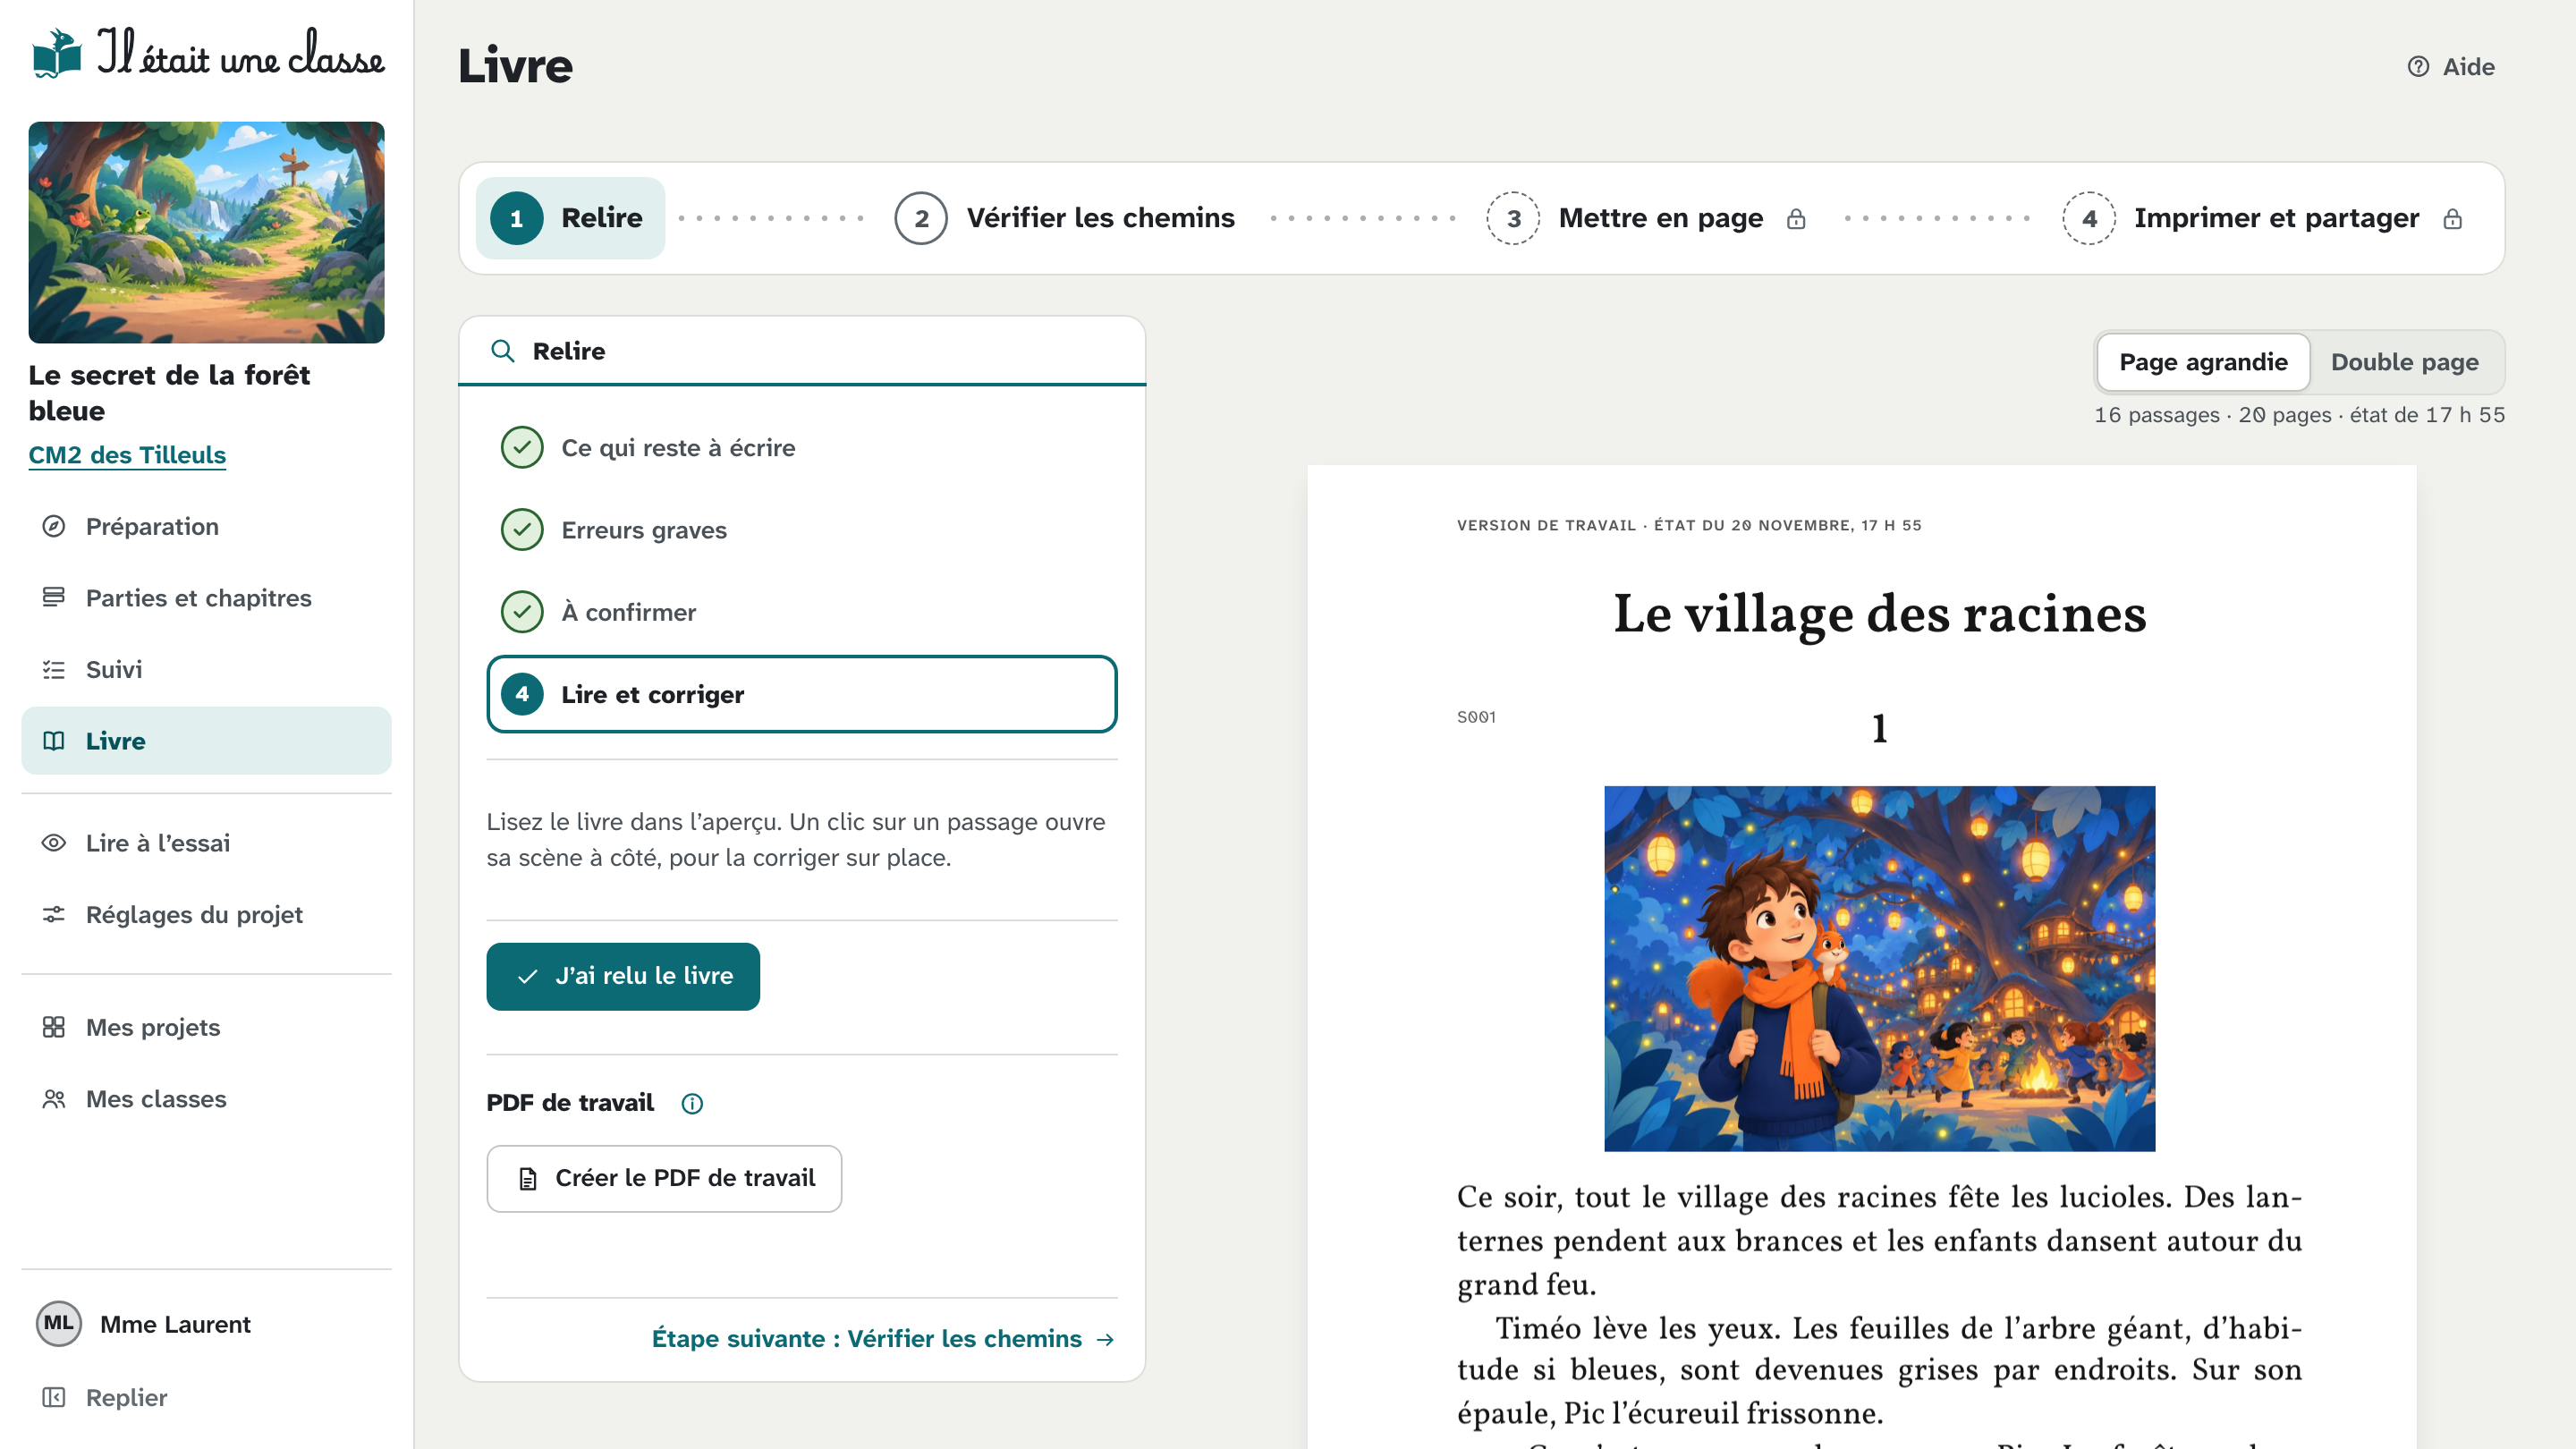 Il était une classe
Le secret de la forêt
bleue
CM2 des Tilleuls
Préparation
Parties et chapitres
Suivi
Livre
Lire à l’essai
Réglages du projet
Mes projets
Mes classes
ML Mme Laurent
Replier
Livre
Aide
1 Relire
2 Vérifier les chemins
3 Mettre en page
4 Imprimer et partager
Relire
Ce qui reste à écrire
Erreurs graves
À confirmer
4 Lire et corriger
Lisez le livre dans l’aperçu. Un clic sur un passage ouvre
sa scène à côté, pour la corriger sur place.
J’ai relu le livre
PDF de travail
Créer le PDF de travail
Étape suivante : Vérifier les chemins →
Page agrandie Double page
16 passages · 20 pages · état de 17 h 55
VERSION DE TRAVAIL · ÉTAT DU 20 NOVEMBRE, 17 H 55
Le village des racines
S001
1
Ce soir, tout le village des racines fête les lucioles. Des lan-
ternes pendent aux brances et les enfants dansent autour du
grand feu.
Timéo lève les yeux. Les feuilles de l’arbre géant, d’habi-
tude si bleues, sont devenues grises par endroits. Sur son
épaule, Pic l’écureuil frissonne.